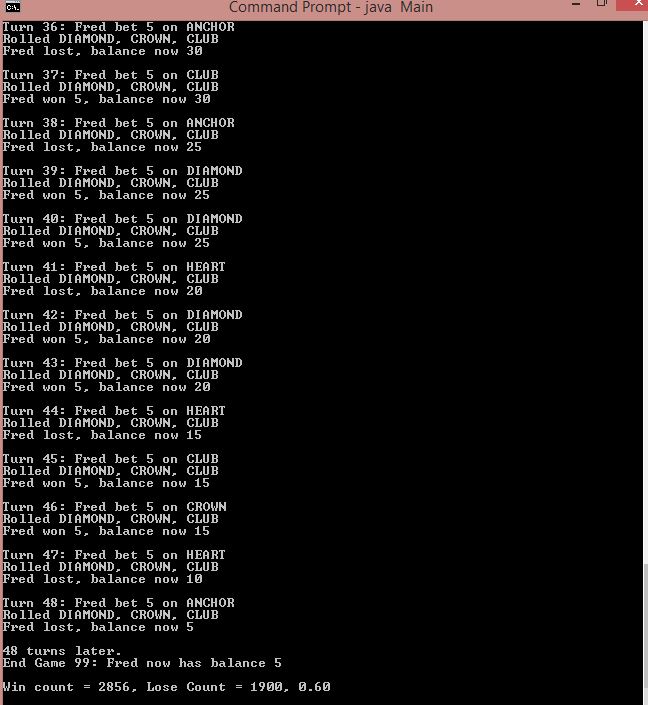 Command Prompt - java Main
Turn 36: Fred bet 5 on ANCHOR
Rolled DIAMOND, CROWN, CLUB
Fred lost, balance now 30
Turn 37: Fred bet 5 on CLUB
Rolled DIAMOND, CROWN, CLUB
Fred won 5, balance now 30
Turn 38: Fred bet 5 on ANCHOR
Rolled DIAMOND, CROWN, CLUB
Fred lost, balance now 25
Turn 39: Fred bet 5 on DIAMOND
Rolled DIAMOND, CROWN, CLUB
Fred won 5, balance now 25
Turn 40: Fred bet 5 on DIAMOND
Rolled DIAMOND, CROWN, CLUB
Fred won 5, balance now 25
Turn 41: Fred bet 5 on HEART
Rolled DIAMOND, CROWN, CLUB
Fred lost, balance now 20
Turn 42: Fred bet 5 on DIAMOND
Rolled DIAMOND, CROWN, CLUB
Fred won 5, balance now 20
Turn 43: Fred bet 5 on DIAMOND
Rolled DIAMOND, CROWN, CLUB
Fred won 5, balance now 20
Turn 44: Fred bet 5 on HEART
Rolled DIAMOND, CROWN, CLUB
Fred lost, balance now 15
Turn 45: Fred bet 5 on CLUB
Rolled DIAMOND, CROWN, CLUB
Fred won 5, balance now 15
Turn 46: Fred bet 5 on CROWN
Rolled DIAMOND, CROWN, CLUB
Fred won 5, balance now 15
Turn 47: Fred bet 5 on HEART
Rolled DIAMOND, CROWN, CLUB
Fred lost, balance now 10
Turn 48: Fred bet 5 on ANCHOR
Rolled DIAMOND, CROWN, CLUB
Fred lost, balance now 5
48 turns later.
End Game 99: Fred now has balance 5
Win count = 2856, Lose Count = 1900, 0.60